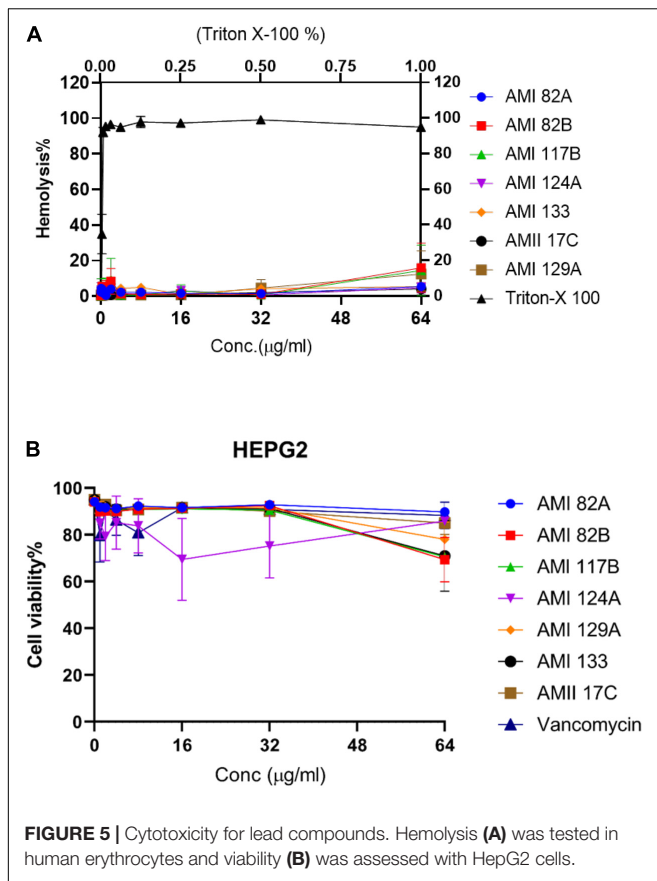 A
(Triton X-100 %)
0.00 0.25 0.50 0.75 1.00
120 120
100 100
80 80
60 60
40 40
20 20
0 0
Hemolysis%
0 16 32 48 64
Conc.(μg/ml)
AMI 82A
AMI 82B
AMI 117B
AMI 124A
AMI 133
AMII 17C
AMI 129A
Triton-X 100
B
HEPG2
100
80
60
40
20
0
Cell viability%
0 16 32 48 64
Conc (μg/ml)
AMI 82A
AMI 82B
AMI 117B
AMI 124A
AMI 129A
AMI 133
AMII 17C
Vancomycin
FIGURE 5 | Cytotoxicity for lead compounds. Hemolysis (A) was tested in
human erythrocytes and viability (B) was assessed with HepG2 cells.